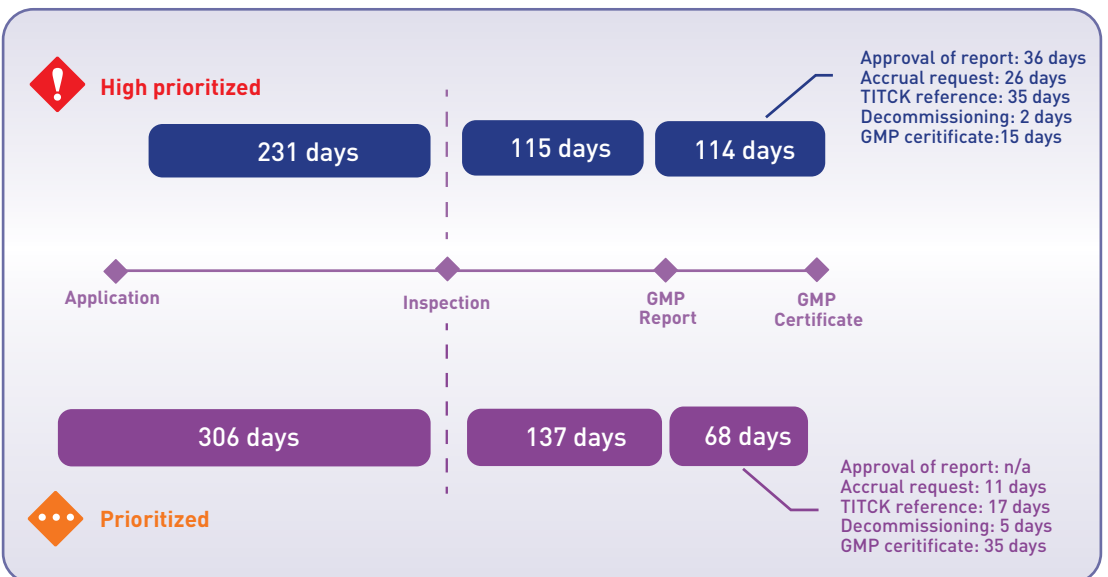 Approval of report: 36 days
Accrual request: 26 days
TITCK reference: 35 days
Decommissioning: 2 days
GMP ceritificate:15 days
High prioritized
231 days
115 days
114 days
Application
Inspection
GMP
Report
GMP
Certificate
306 days
137 days
68 days
Approval of report: n/a
Accrual request: 11 days
TITCK reference: 17 days
Decommissioning: 5 days
GMP ceritificate: 35 days
Prioritized